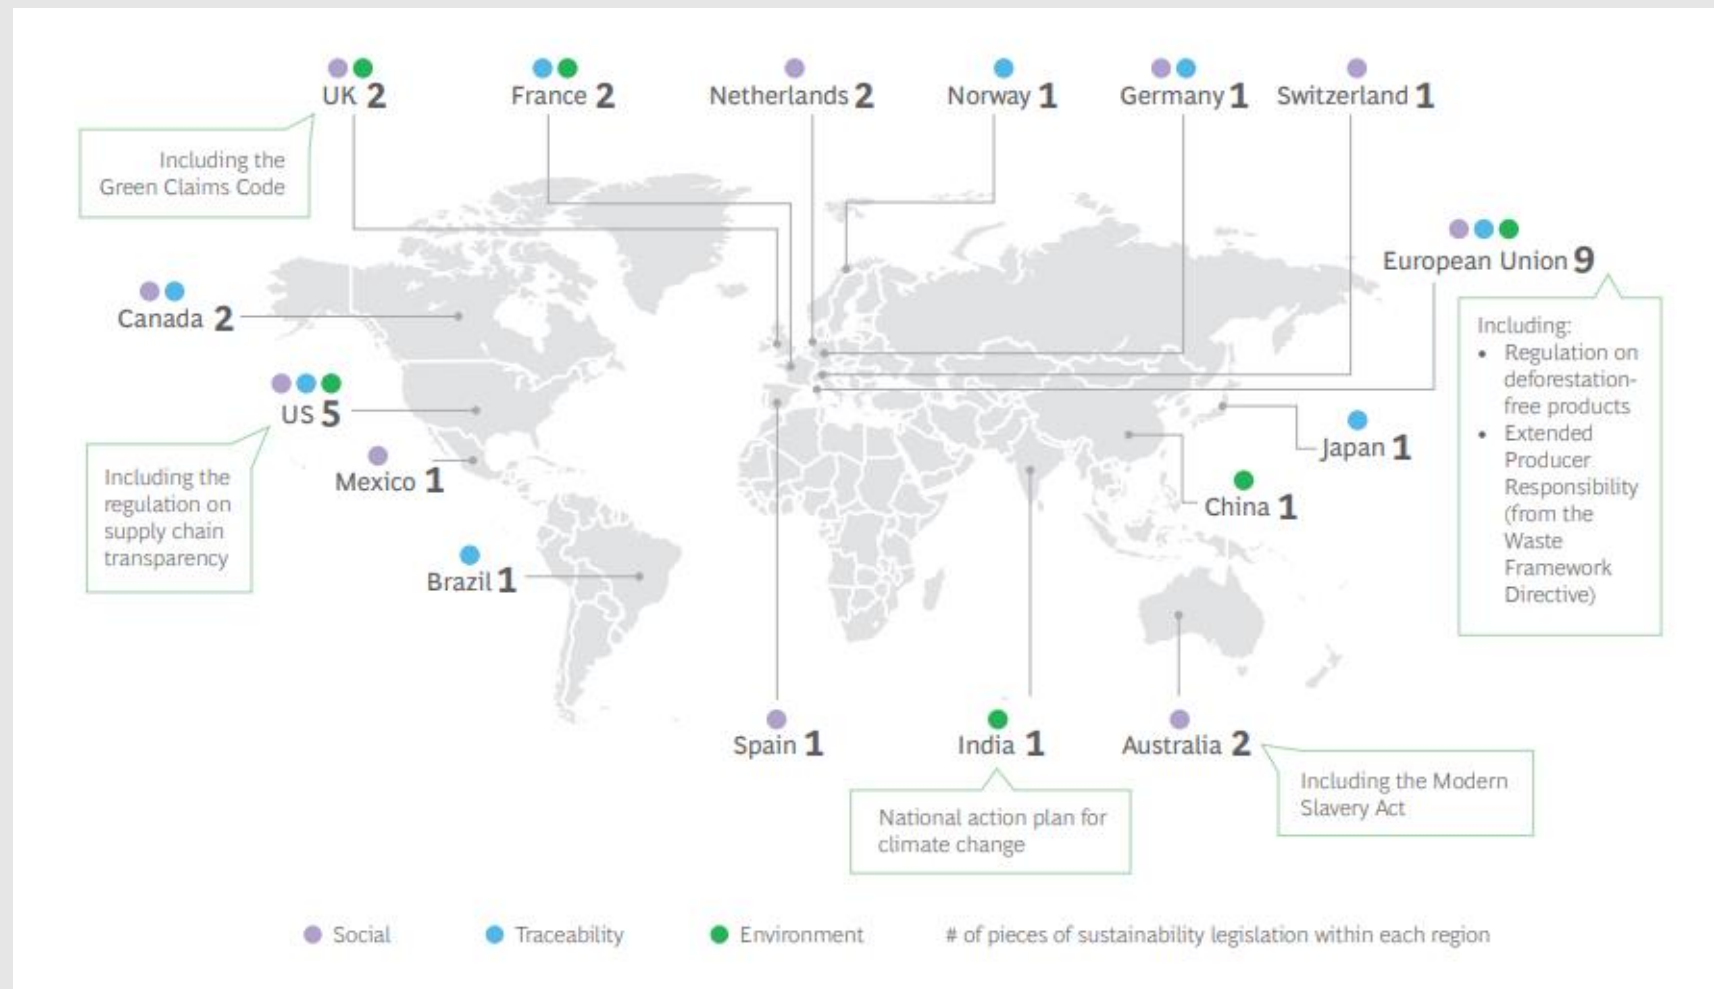 UK 2
France 2
Netherlands 2
Norway 1
Germany 1
Switzerland 1
Including the
Green Claims Code
European Union 9
Including:
• Regulation on
deforestation-
free products
• Extended
Producer
Responsibility
(from the
Waste
Framework
Directive)
Canada 2
US 5
Including the
regulation on
supply chain
transparency
Mexico 1
Japan 1
China 1
Brazil 1
Spain 1
India 1
Australia 2
National action plan for
climate change
Including the Modern
Slavery Act
Social
Traceability
Environment
# of pieces of sustainability legislation within each region